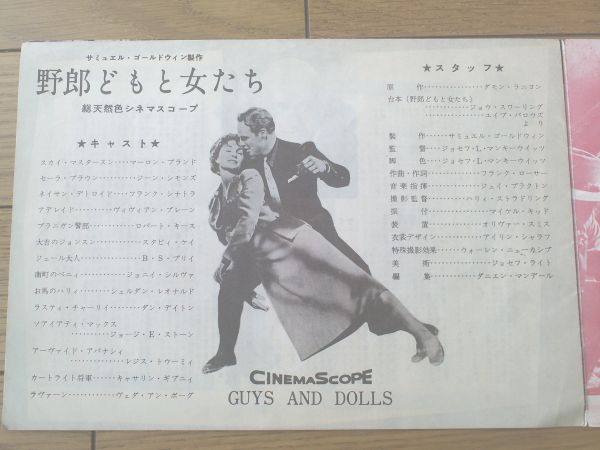 サミュエル・ゴールドウィン製作
野郎どもと女たち
総天然色シネマスコープ
★キャスト★
スカイ・マスタースン‥‥マーロン・ブランド
セーラ・ブラウン‥‥‥‥ジーン・シモンズ
ネイサン・デトロイド‥‥フランク・シナトラ
アデレイド‥‥‥‥ヴィヴィアン・ブレーン
ブラニガン警部‥‥‥‥ロバート・キース
大吉のジョンスン‥‥‥‥スタビィ・ケイ
ジュール大人‥‥‥‥‥‥B・S・プリイ
南町のベニィ‥‥‥‥ジョニイ・シルヴァ
お馬のハリィ‥‥シェルダン・レオナルド
ラスティ・チャーリィ‥‥ダン・デイトン
ソアイアティ・マックス
‥‥‥‥‥‥ジョージ・E・ストーン
アーヴァイド・アバナシィ
‥‥‥‥‥‥レジス・トゥーミィ
カートライト将軍‥‥キャサリン・ギアニィ
ラヴァーン‥‥‥‥ヴェダ・アン・ボーグ
CINEMASCOPE
GUYS AND DOLLS
★スタッフ★
原作‥‥‥‥‥‥デモン・ラニヨン
台本（野郎どもと女たち）
‥‥‥‥ジョウ・スワーリング
‥‥‥‥エイブ・バロウズ
より
製作‥‥サミュエル・ゴールドウィン
監督‥‥ジョセフ・L・マンキーウィッツ
脚色‥‥ジョセフ・L・マンキーウィッツ
作曲・作詞‥‥‥‥フランク・ローサー
音楽指揮‥‥‥‥ジェイ・ブラクトン
撮影監督‥‥‥‥ハリィ・ストラドリング
振付‥‥‥‥‥‥マイケル・キッド
装置‥‥‥‥‥‥オリヴァー・スミス
衣裳デザイン‥‥‥‥アイリン・シャラフ
特殊撮影効果‥‥ウォーレン・ニューカムブ
美術‥‥‥‥‥‥ジョセフ・ライト
編集‥‥‥‥ダニエン・マンデール